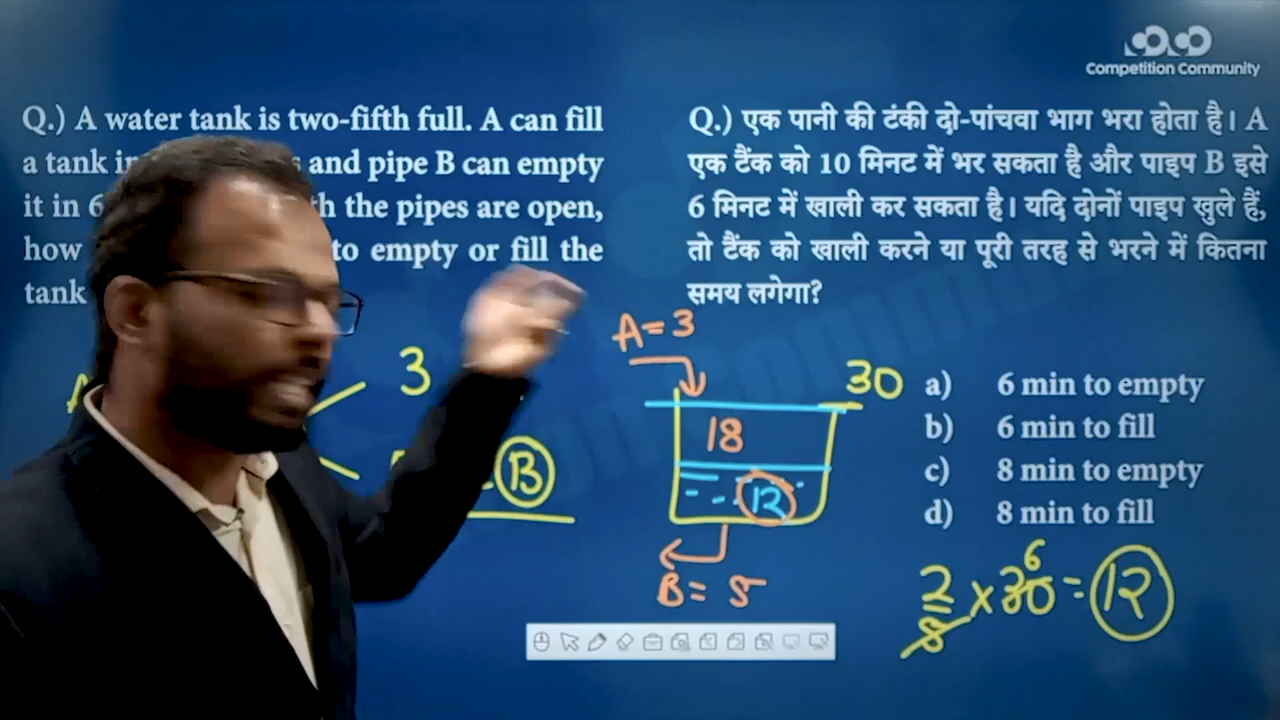 Competition Community
Q.) A water tank is two-fifth full. A can fill
a tank in and pipe B can empty
it in 6 the pipes are open,
how to empty or fill the
tank
Q.) एक पानी की टंकी दो-पांचवा भाग भरा होता है। A
एक टैंक को 10 मिनट में भर सकता है और पाइप B इसे
6 मिनट में खाली कर सकता है। यदि दोनों पाइप खुले हैं,
तो टैंक को खाली करने या पूरी तरह से भरने में कितना
समय लगेगा?
A=3
3
B
30
18
12
B= 5
a) 6 min to empty
b) 6 min to fill
c) 8 min to empty
d) 8 min to fill
2/5 x 30 6 = 12